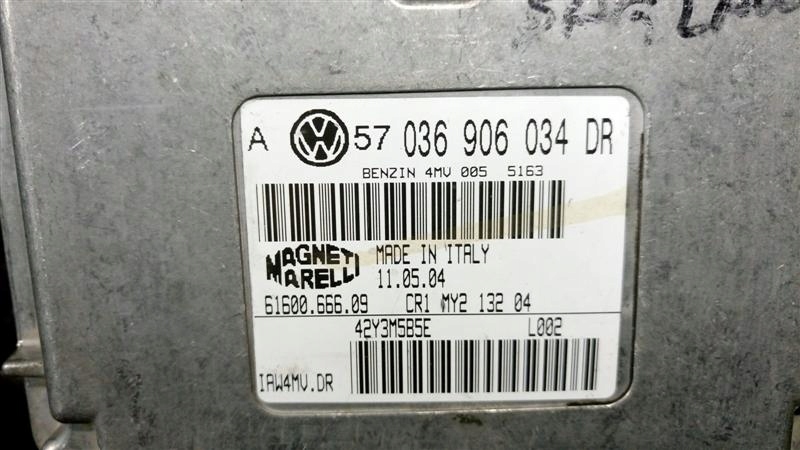 A VW 57 036 906 034 DR
BENZIN 4MV 005 5163
MAGNETI MARELLI
MADE IN ITALY
11.05.04
61600.666.09 CR1 MY2 132 04
42Y3M5B5E L002
IAW4MV.DR